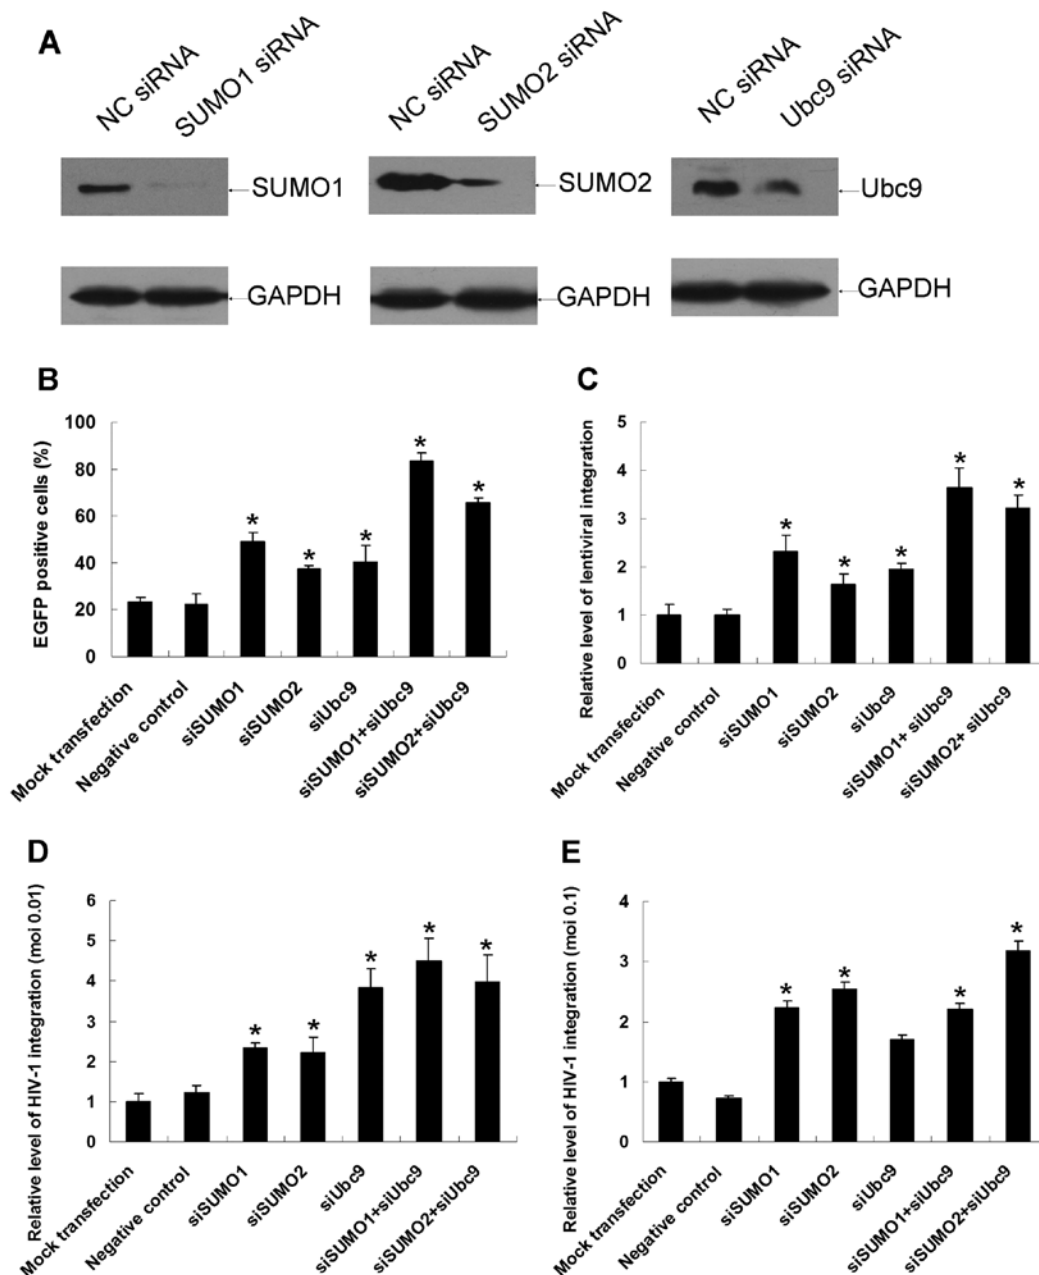 A
NC siRNA
SUMO1 siRNA
NC siRNA
SUMO2 siRNA
NC siRNA
Ubc9 siRNA
SUMO1
SUMO2
Ubc9
GAPDH
GAPDH
GAPDH
B
EGFP positive cells (%)
100
80
60
40
20
0
*
*
*
*
*
Mock transfection
Negative control
siSUMO1
siSUMO2
siUbc9
siSUMO1+siUbc9
siSUMO2+siUbc9
C
Relative level of lentiviral integration
5
4
3
2
1
0
*
*
*
*
*
Mock transfection
Negative control
siSUMO1
siSUMO2
siUbc9
siSUMO1+ siUbc9
siSUMO2+ siUbc9
D
Relative level of HIV-1 integration (moi 0.01)
6
5
4
3
2
1
0
*
*
*
*
*
Mock transfection
Negative control
siSUMO1
siSUMO2
siUbc9
siSUMO1+siUbc9
siSUMO2+siUbc9
E
Relative level of HIV-1 integration (moi 0.1)
4
3
2
1
0
*
*
*
*
Mock transfection
Negative control
siSUMO1
siSUMO2
siUbc9
siSUMO1+siUbc9
siSUMO2+siUbc9